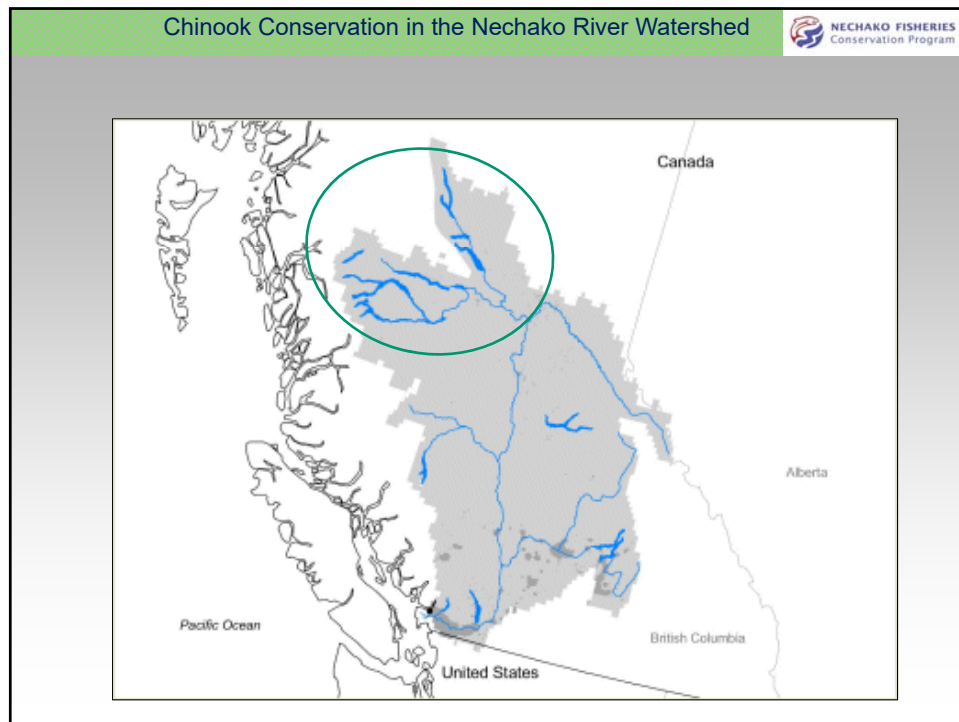 Chinook Conservation in the Nechako River Watershed
NECHAKO FISHERIES
Conservation Program
Canada
Alberta
Pacific Ocean
British Columbia
United States